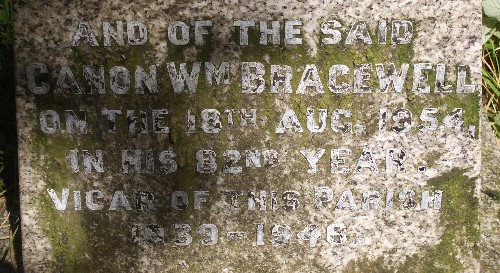 AND OF THE SAID
CANON WM BRACEWELL
ON THE 18TH AUG. 1954,
IN HIS 82ND YEAR.
VICAR OF THIS PARISH
1939-1946.